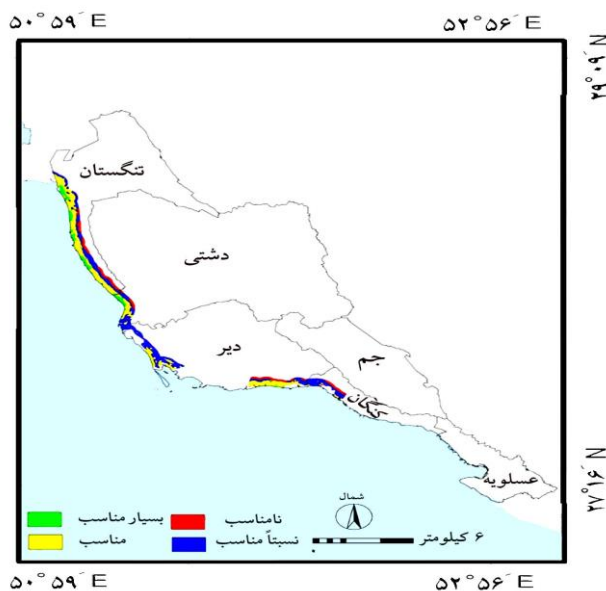 ۵۰°۵۹′ E ۵۲°۵۶′ E
۲۹°۰۹′ N
تنگستان
دشتی
دیر
جم
کنگان
عسلویه
۲۷°۱۶′ N
شمال
بسیار مناسب نامناسب
مناسب نسبتاً مناسب ۶ کیلومتر
۵۰°۵۹′ E ۵۲°۵۶′ E